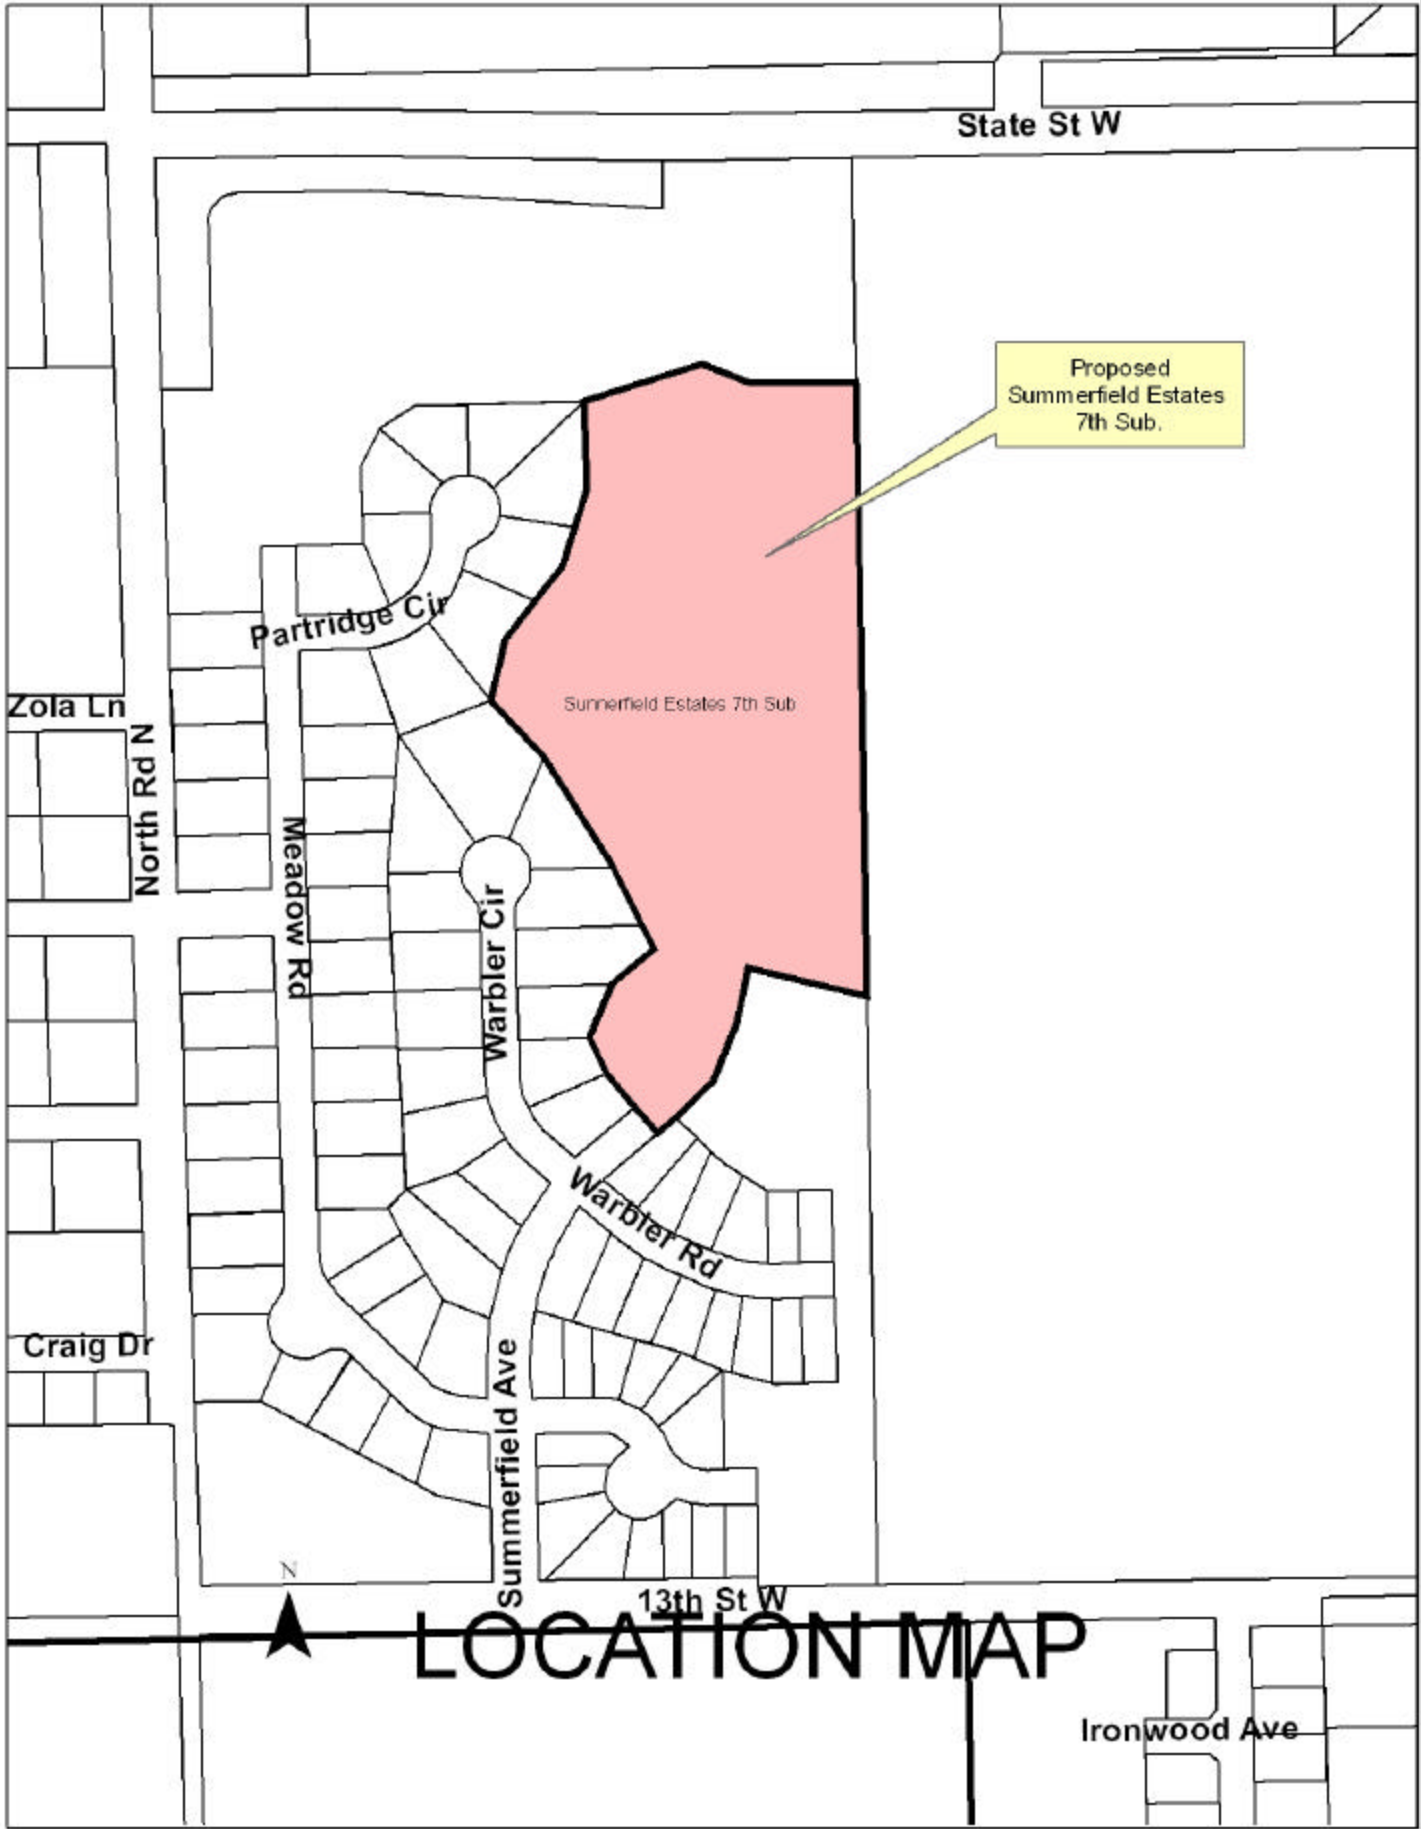 State St W
Proposed
Summerfield Estates
7th Sub.
Partridge Cir
Sunnerfield Estates 7th Sub
Zola Ln
North Rd N
Meadow Rd
Warbler Cir
Warbler Rd
Craig Dr
Summerfield Ave
N
13th St W
LOCATION MAP
Ironwood Ave